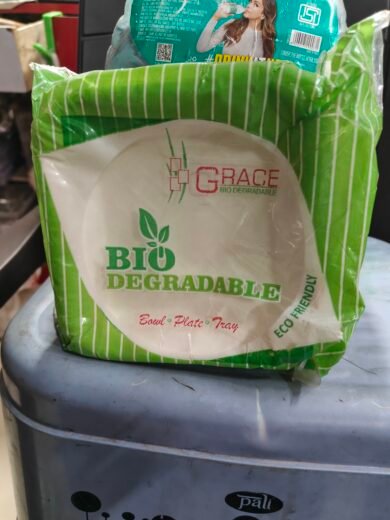 GRACE
BIO DEGRADABLE
BIO
DEGRADABLE
Bowl • Plate • Tray
ECO FRIENDLY
pali